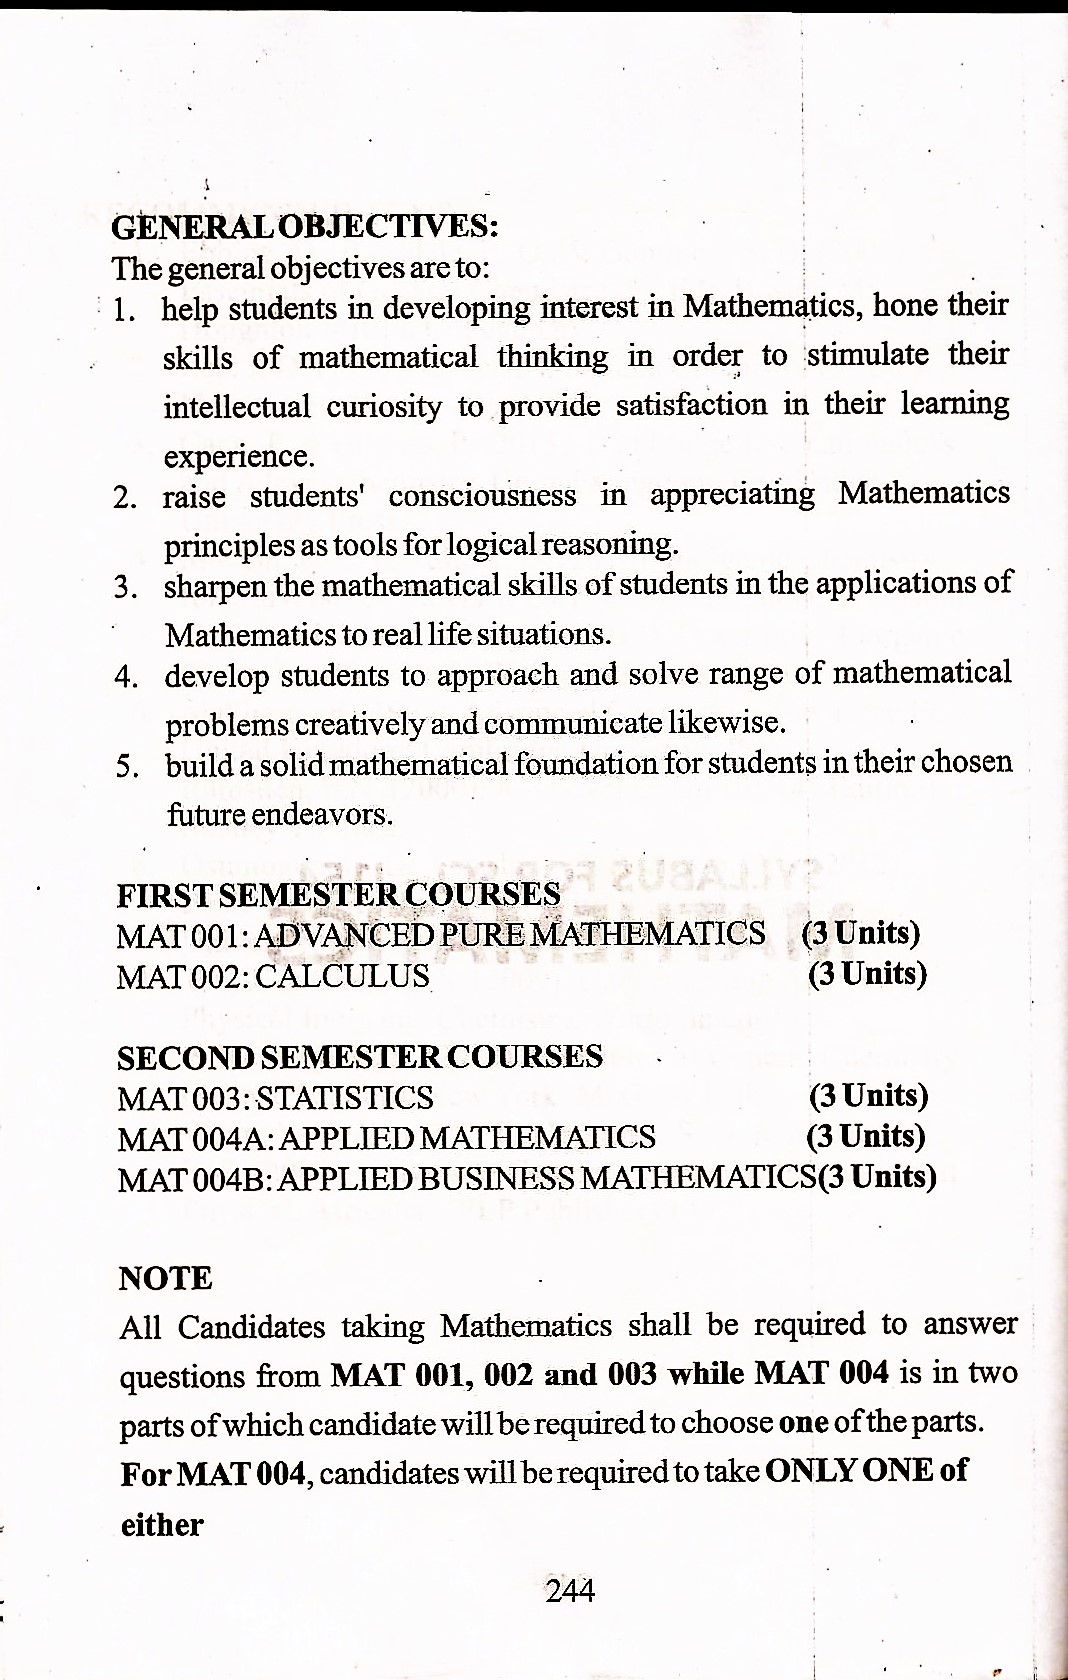 GENERAL OBJECTIVES:
The general objectives are to:
1. help students in developing interest in Mathematics, hone their
skills of mathematical thinking in order to stimulate their
intellectual curiosity to provide satisfaction in their learning
experience.
2. raise students' consciousness in appreciating Mathematics
principles as tools for logical reasoning.
3. sharpen the mathematical skills of students in the applications of
Mathematics to real life situations.
4. develop students to approach and solve range of mathematical
problems creatively and communicate likewise.
5. build a solid mathematical foundation for students in their chosen
future endeavors.
FIRST SEMESTER COURSES
MAT 001: ADVANCED PURE MATHEMATICS (3 Units)
MAT 002: CALCULUS (3 Units)
SECOND SEMESTER COURSES
MAT 003: STATISTICS (3 Units)
MAT 004A: APPLIED MATHEMATICS (3 Units)
MAT 004B: APPLIED BUSINESS MATHEMATICS(3 Units)
NOTE
All Candidates taking Mathematics shall be required to answer
questions from MAT 001, 002 and 003 while MAT 004 is in two
parts of which candidate will be required to choose one of the parts.
For MAT 004, candidates will be required to take ONLY ONE of
either
244